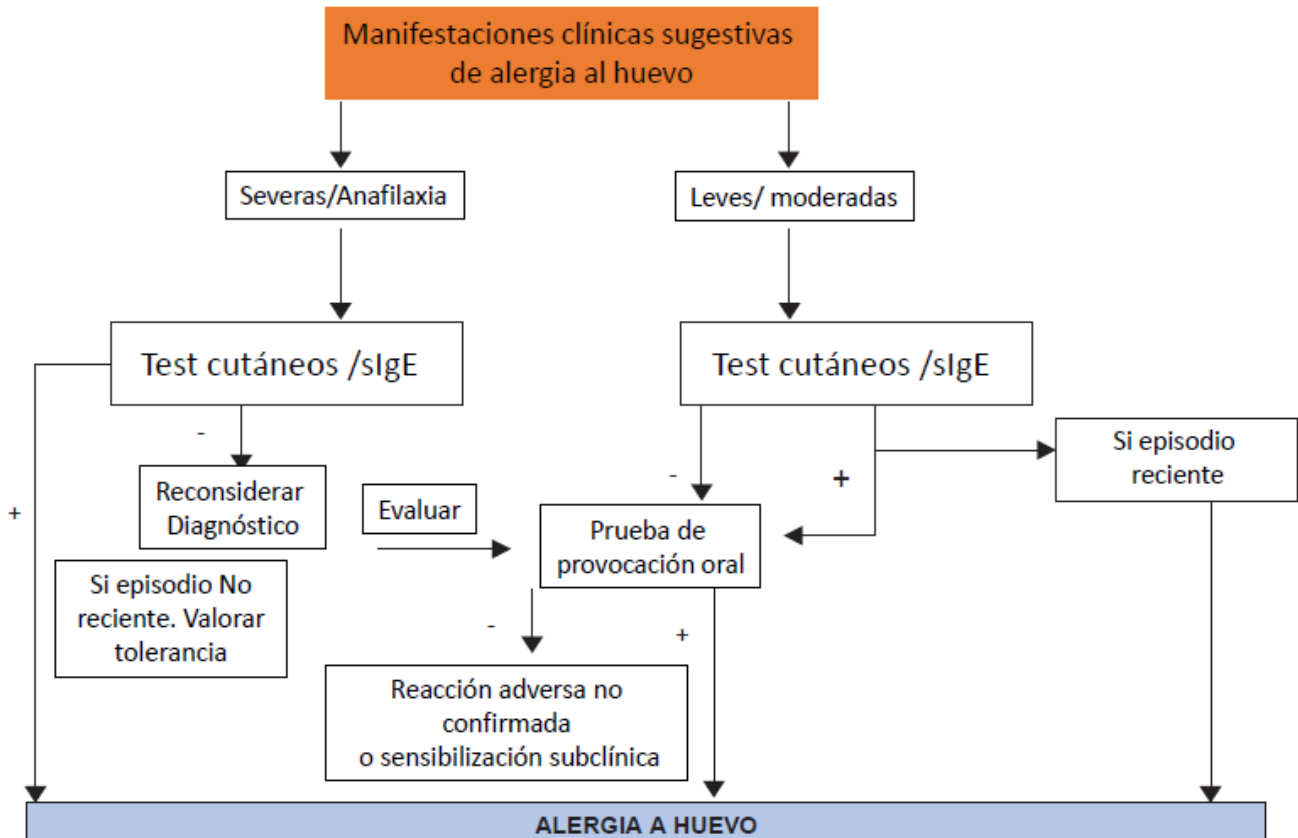 Manifestaciones clínicas sugestivas
de alergia al huevo
Severas/Anafilaxia
Leves/ moderadas
Test cutáneos /sIgE
Test cutáneos /sIgE
-
Reconsiderar
Diagnóstico
+
Si episodio No
reciente. Valorar
tolerancia
Evaluar
-
+
Prueba de
provocación oral
Si episodio
reciente
-
+
Reacción adversa no
confirmada
o sensibilización subclínica
ALERGIA A HUEVO